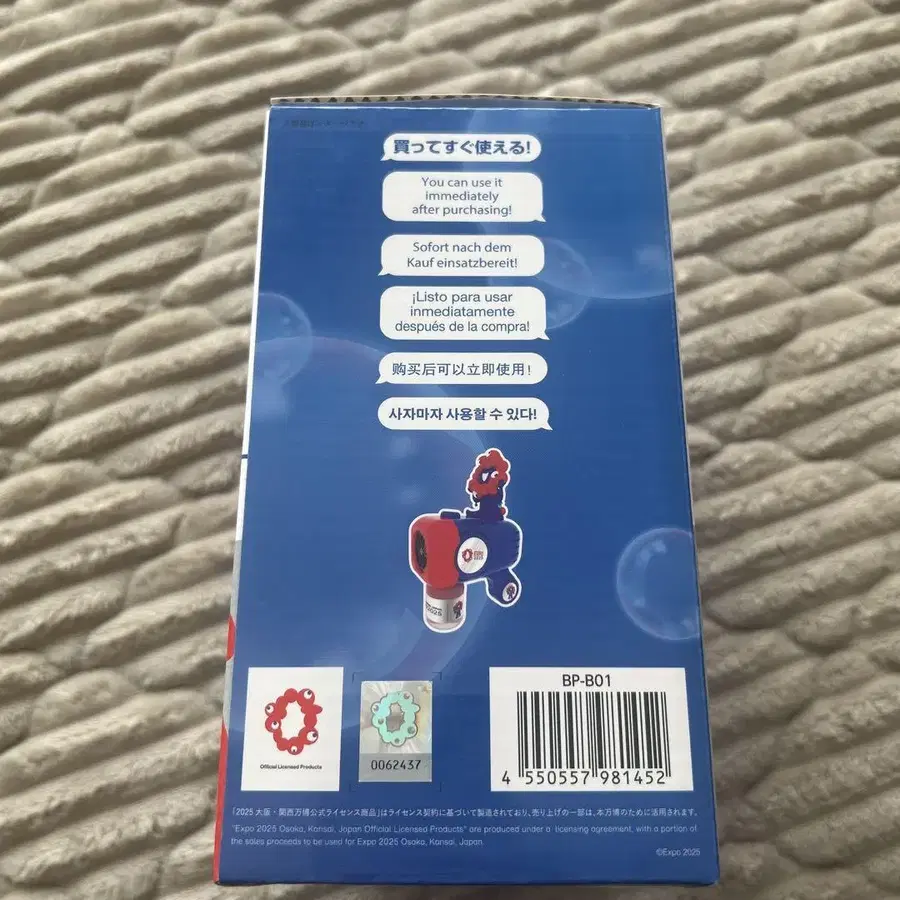 買ってすぐ使える!
You can use it
immediately
after purchasing!
Sofort nach dem
Kauf einsatzbereit!
¡Listo para usar
inmediatamente
después de la compra!
购买后可以立即使用!
사자마자 사용할 수 있다!
Official Licensed Products
0062437
BP-B01
4 550557 981452
「2025 大阪・関西万博公式ライセンス商品」はライセンス契約に基づいて製造されており、売り上げの一部は、本万博のために活用されます。
"Expo 2025 Osaka, Kansai, Japan Official Licensed Products" are produced under a licensing agreement, with a portion of
the sales proceeds to be used for Expo 2025 Osaka, Kansai, Japan.
©Expo 2025